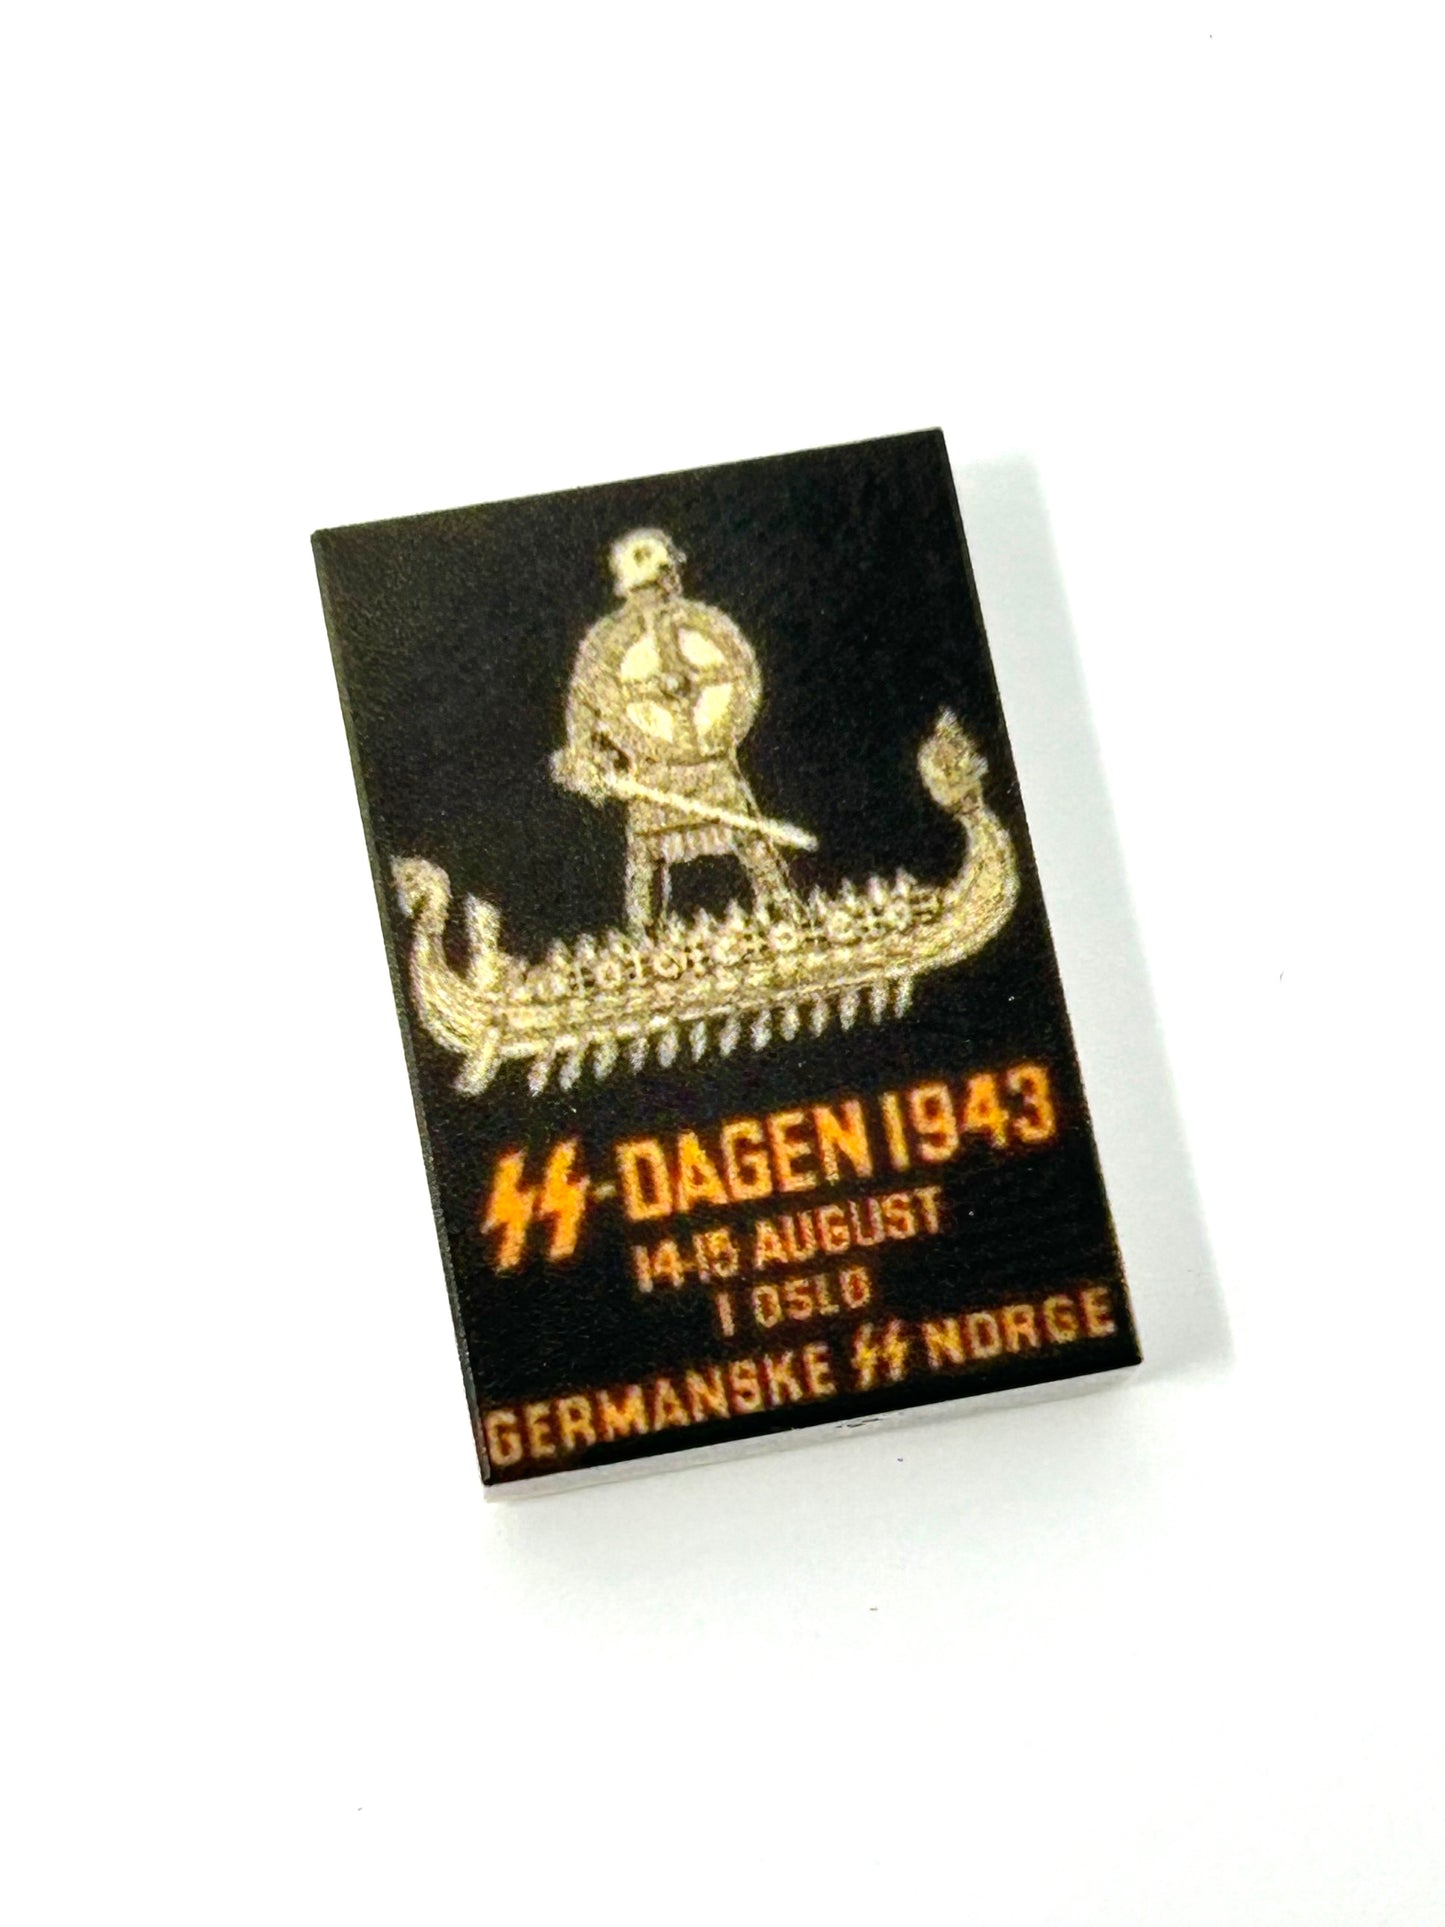 SS-DAGEN 1943
14-15 AUGUST
I OSLO
GERMANSKE SS NORGE